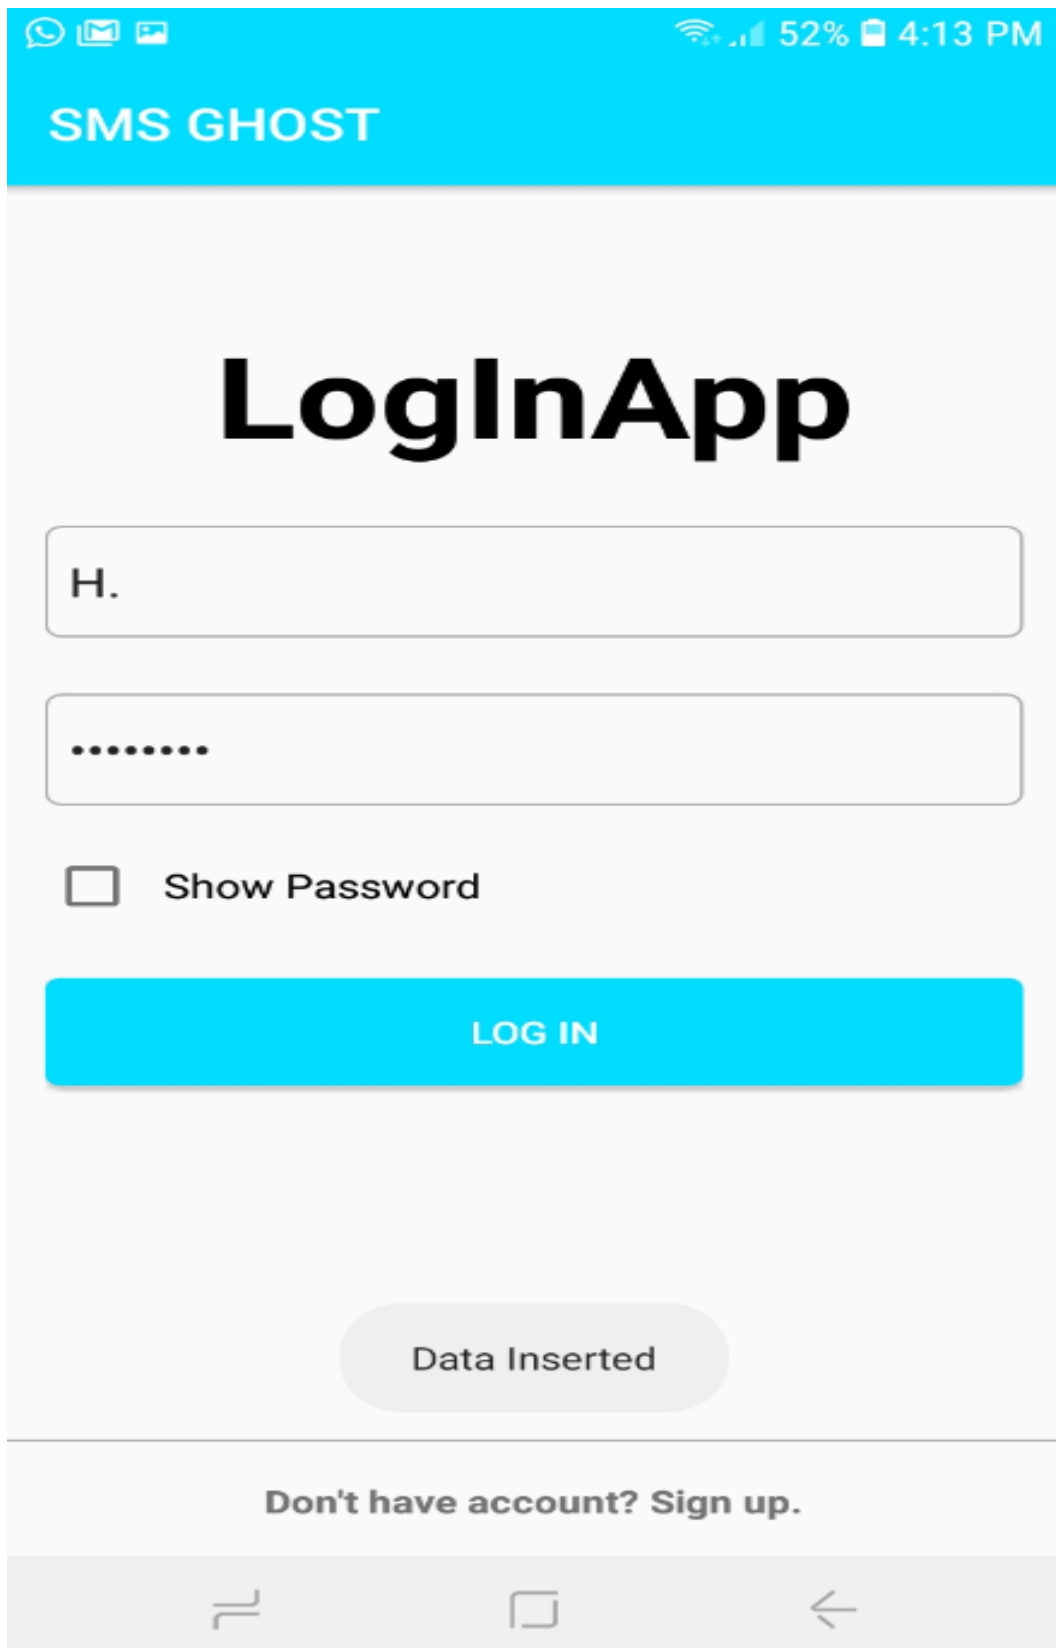 52% 4:13 PM
SMS GHOST
LogInApp
H.
••••••••
Show Password
LOG IN
Data Inserted
Don't have account? Sign up.